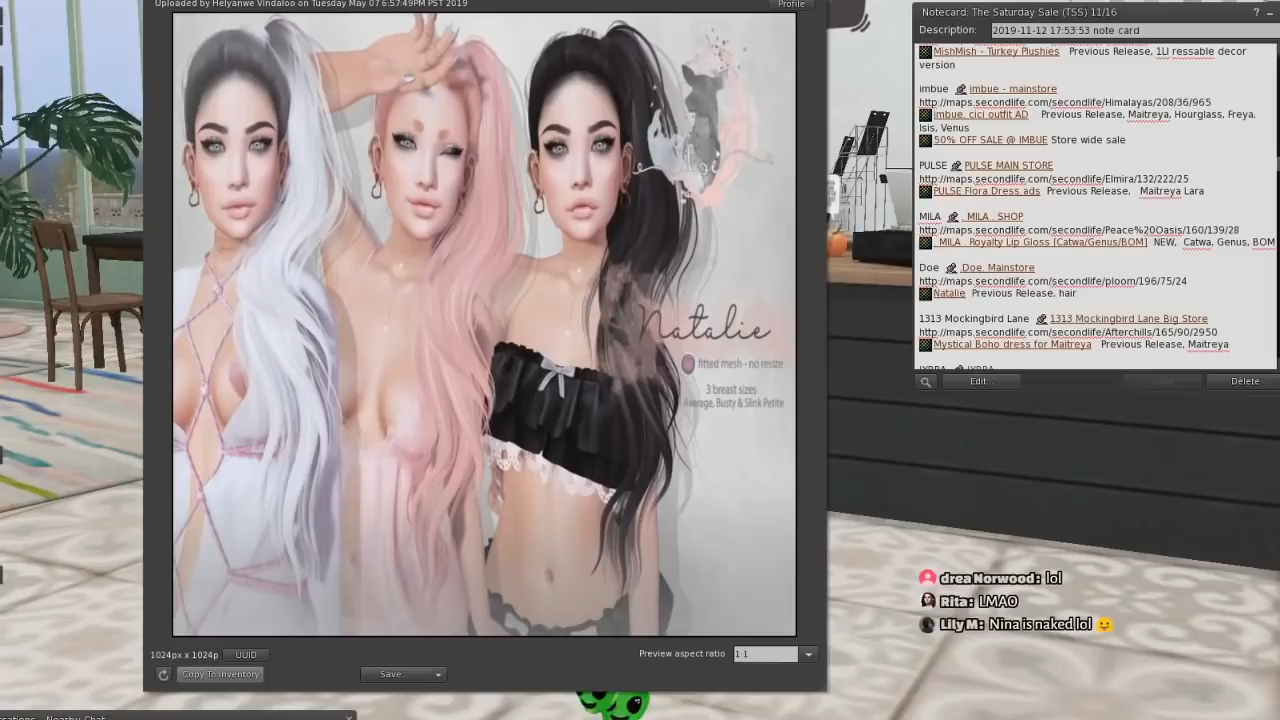 Uploaded by Helyanwe Vindaloo on Tuesday May 07 6:57:49PM PST 2019
Profile
Natalie
fitted mesh - no resize
3 breast sizes
Average, Busty & Slink Petite
1024px x 1024p
UUID
Preview aspect ratio
1:1
Copy To Inventory
Save...
Notecard: The Saturday Sale (TSS) 11/16
?
Description:
2019-11-12 17:53:53 note card
MishMish - Turkey Plushies Previous Release, 1LI ressable decor
version
imbue imbue - mainstore
http://maps.secondlife.com/secondlife/Himalayas/208/36/965
imbue. cici outfit AD Previous Release, Maitreya, Hourglass, Freya,
Isis, Venus
50% OFF SALE @ IMBUE Store wide sale
PULSE PULSE MAIN STORE
http://maps.secondlife.com/secondlife/Elmira/132/222/25
PULSE Flora Dress ads Previous Release, Maitreya Lara
MILA . MILA . SHOP
http://maps.secondlife.com/secondlife/Peace%20Oasis/160/139/28
. MILA . Royalty Lip Gloss [Catwa/Genus/BOM] NEW, Catwa, Genus, BOM
Doe Doe. Mainstore
http://maps.secondlife.com/secondlife/ploom/196/75/24
Natalie Previous Release, hair
1313 Mockingbird Lane 1313 Mockingbird Lane Big Store
http://maps.secondlife.com/secondlife/Afterchills/165/90/2950
Mystical Boho dress for Maitreya Previous Release, Maitreya
Edit...
Delete
drea Norwood: lol
Rita: LMAO
Lily M: Nina is naked lol 🙂
Nearby Chat